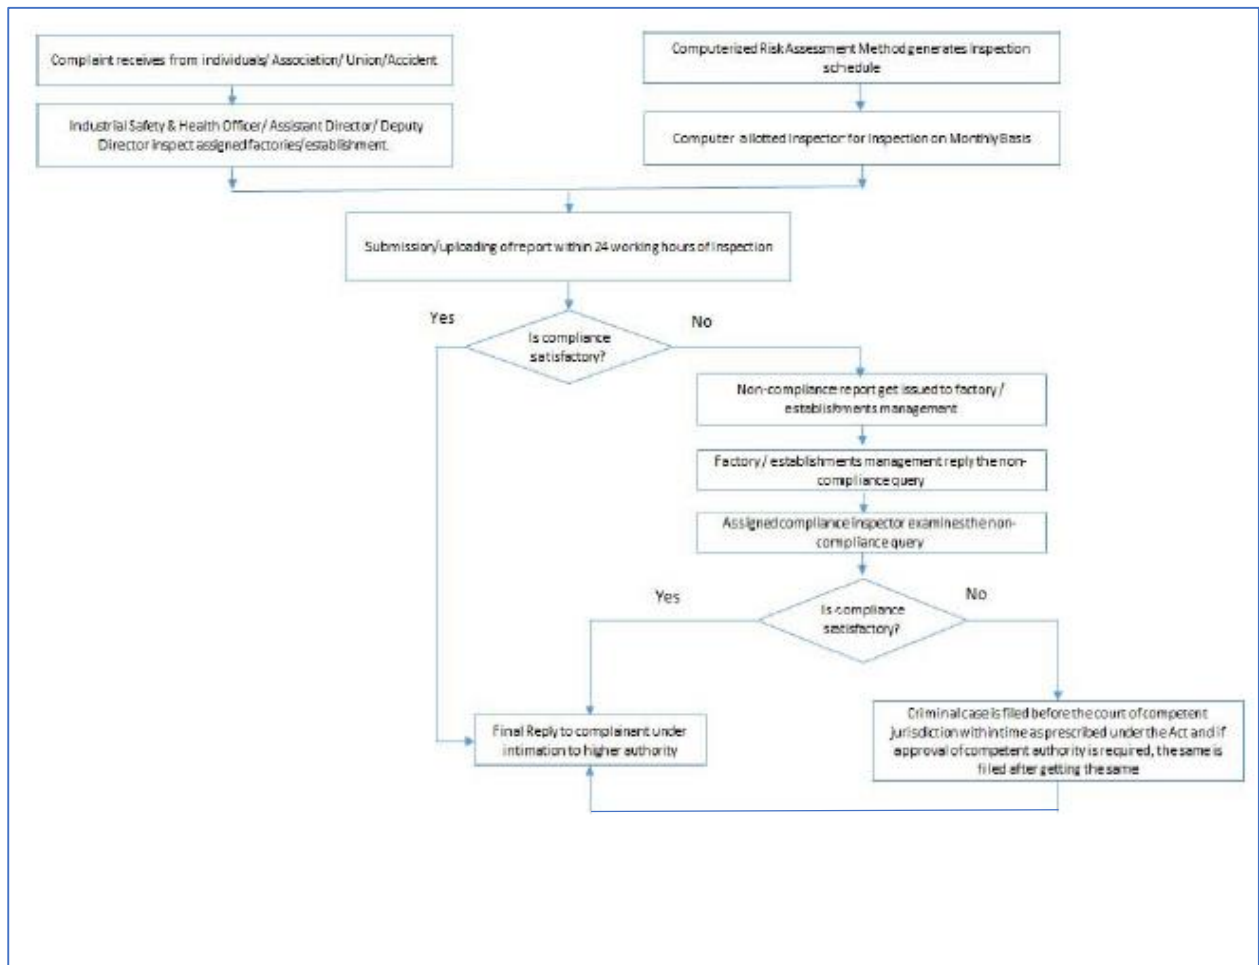 Complaint receives from individuals/ Association/ Union/Accident
Computerized Risk Assessment Method generates Inspection
schedule
Industrial Safety & Health Officer/ Assistant Director/ Deputy
Director inspect assigned factories/establishment.
Computer allotted Inspector for Inspection on Monthly Basis
Submission/uploading of report within 24 working hours of Inspection
Yes
No
Is compliance
satisfactory?
Non-compliance report get issued to factory /
establishments management
Factory / establishments management reply the non-
compliance query
Assigned compliance inspector examines the non-
compliance query
Yes
No
Is compliance
satisfactory?
Final Reply to complainant under
intimation to higher authority
Criminal case is filed before the court of competent
jurisdiction within time as prescribed under the Act and if
approval of competent authority is required, the same is
filed after getting the same